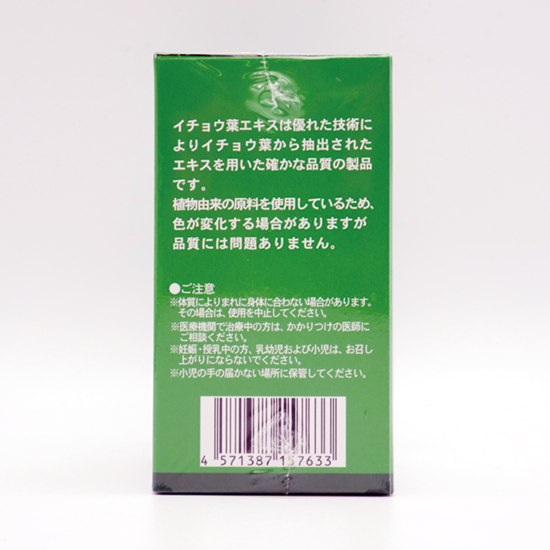 イチョウ葉エキスは優れた技術に
よりイチョウ葉から抽出された
エキスを用いた確かな品質の製品
です。
植物由来の原料を使用しているため、
色が変化する場合がありますが
品質には問題ありません。
●ご注意
※体質によりまれに身体に合わない場合があります。
その場合は、使用を中止してください。
※医療機関で治療中の方は、かかりつけの医師に
ご相談ください。
※妊娠・授乳中の方、乳幼児および小児は、お召し
上がりにならないでください。
※小児の手の届かない場所に保管してください。
4 571387 157633